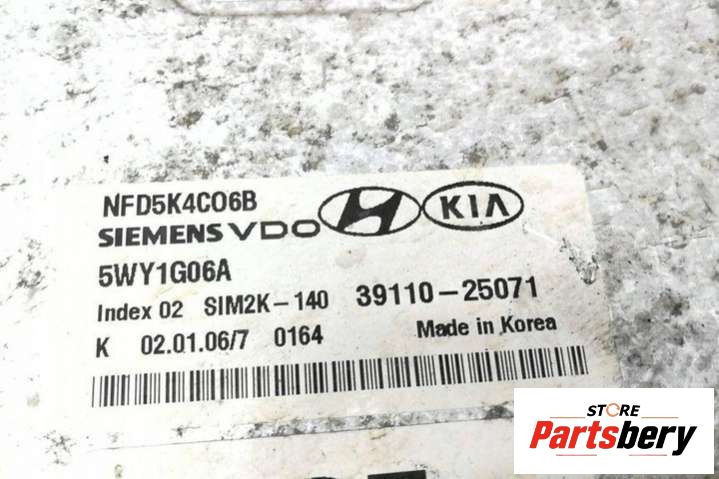 NFD5K4C06B
SIEMENS VDO KIA
5WY1G06A
Index 02 SIM2K-140 39110-25071
K 02.01.06/7 0164 Made in Korea
STORE
Partsbery